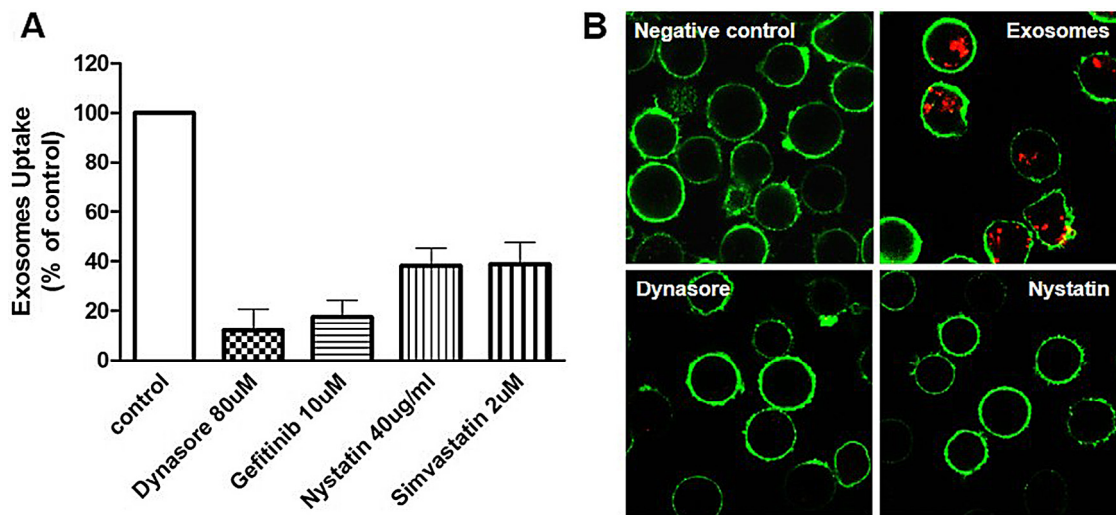 A
Exosomes Uptake
(% of control)
120
100
80
60
40
20
0
control
Dynasore 80uM
Gefitinib 10uM
Nystatin 40ug/ml
Simvastatin 2uM
B
Negative control
Exosomes
Dynasore
Nystatin